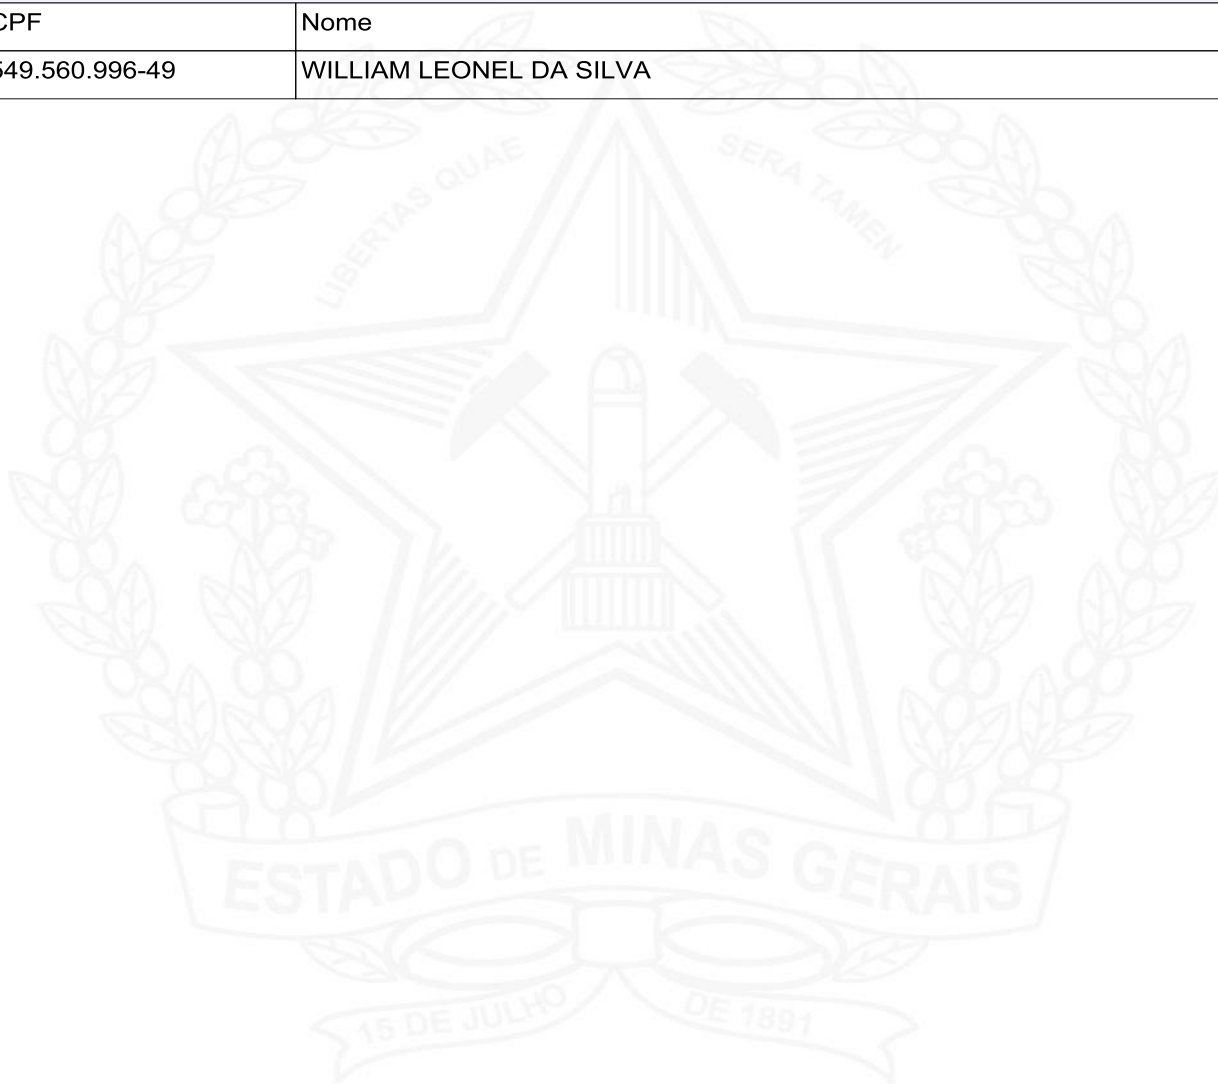 CPF Nome
549.560.996-49 WILLIAM LEONEL DA SILVA
LIBERTAS QUAE SERA TAMEN
ESTADO DE MINAS GERAIS
15 DE JULHO DE 1891